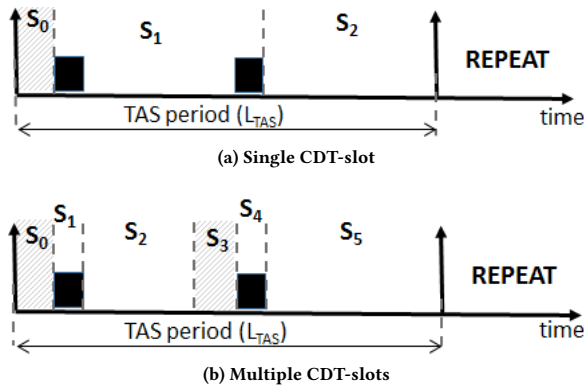 S0
S1
S2
REPEAT
TAS period (LTAS)
time
(a) Single CDT-slot
S1
S4
S0
S2
S3
S5
REPEAT
TAS period (LTAS)
time
(b) Multiple CDT-slots